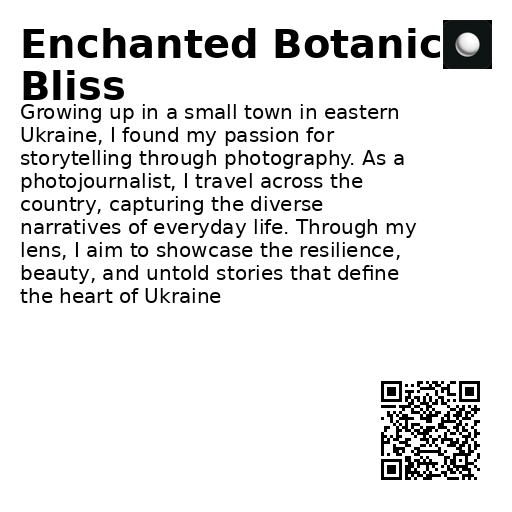 Enchanted Botanic
Bliss
Growing up in a small town in eastern
Ukraine, I found my passion for
storytelling through photography. As a
photojournalist, I travel across the
country, capturing the diverse
narratives of everyday life. Through my
lens, I aim to showcase the resilience,
beauty, and untold stories that define
the heart of Ukraine